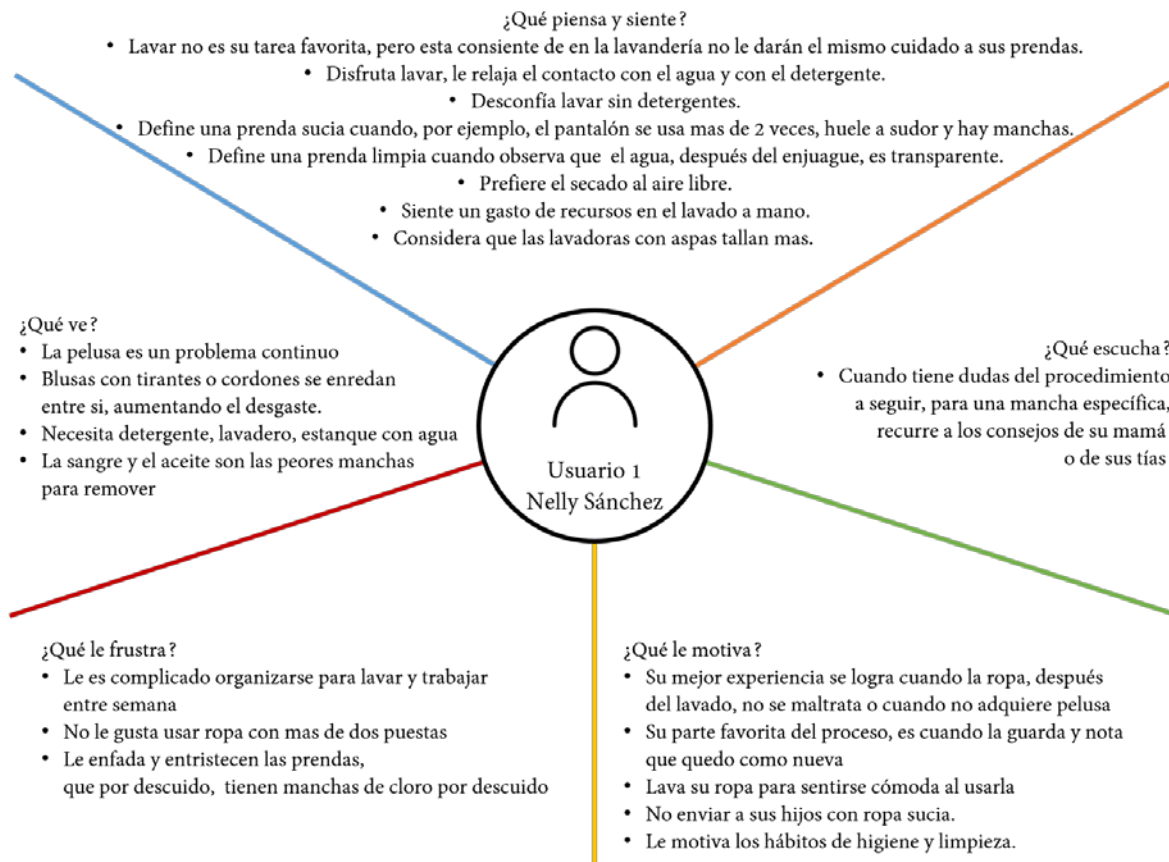 ¿Qué piensa y siente?
• Lavar no es su tarea favorita, pero esta consiente de en la lavandería no le darán el mismo cuidado a sus prendas.
• Disfruta lavar, le relaja el contacto con el agua y con el detergente.
• Desconfía lavar sin detergentes.
• Define una prenda sucia cuando, por ejemplo, el pantalón se usa mas de 2 veces, huele a sudor y hay manchas.
• Define una prenda limpia cuando observa que el agua, después del enjuague, es transparente.
• Prefiere el secado al aire libre.
• Siente un gasto de recursos en el lavado a mano.
• Considera que las lavadoras con aspas tallan mas.
¿Qué ve?
• La pelusa es un problema continuo
• Blusas con tirantes o cordones se enredan
entre si, aumentando el desgaste.
• Necesita detergente, lavadero, estanque con agua
• La sangre y el aceite son las peores manchas
para remover
Usuario 1
Nelly Sánchez
¿Qué escucha?
• Cuando tiene dudas del procedimiento
a seguir, para una mancha específica,
recurre a los consejos de su mamá
o de sus tías
¿Qué le frustra?
• Le es complicado organizarse para lavar y trabajar
entre semana
• No le gusta usar ropa con mas de dos puestas
• Le enfada y entristecen las prendas,
que por descuido, tienen manchas de cloro por descuido
¿Qué le motiva?
• Su mejor experiencia se logra cuando la ropa, después
del lavado, no se maltrata o cuando no adquiere pelusa
• Su parte favorita del proceso, es cuando la guarda y nota
que quedo como nueva
• Lava su ropa para sentirse cómoda al usarla
• No enviar a sus hijos con ropa sucia.
• Le motiva los hábitos de higiene y limpieza.